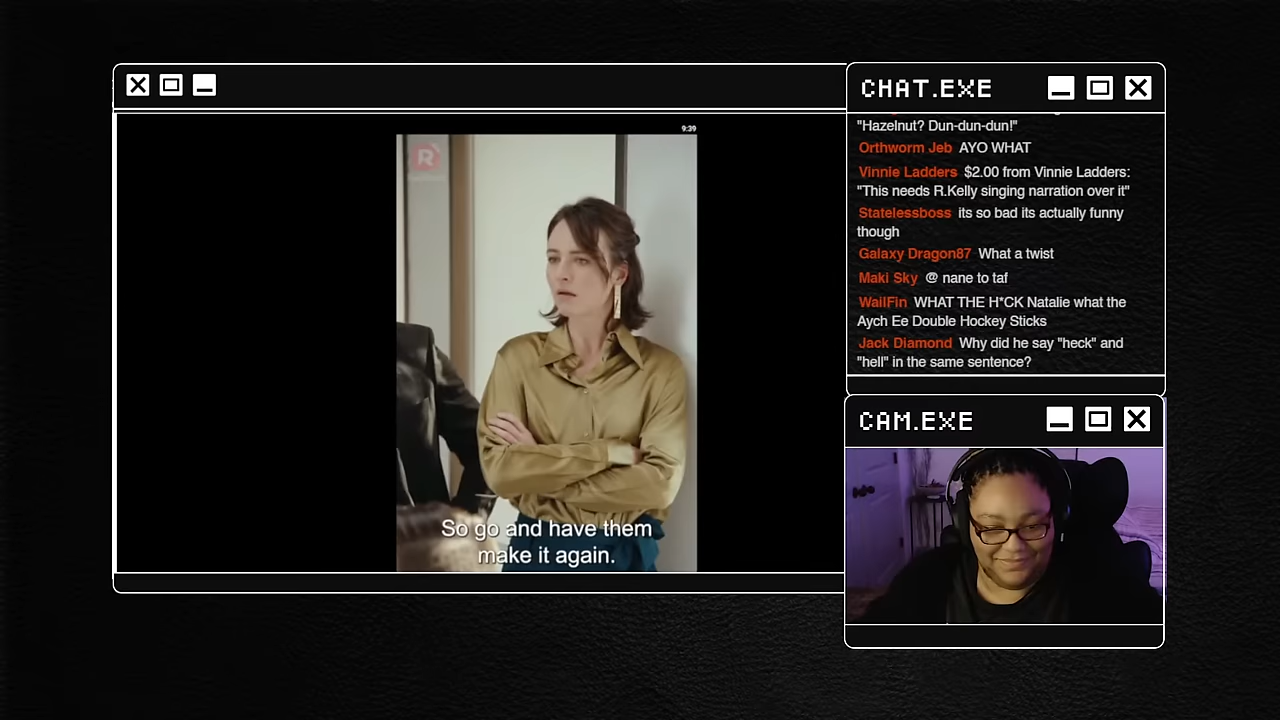 9:39
R
So go and have them
make it again.
CHAT.EXE
"Hazelnut? Dun-dun-dun!"
Orthworm Jeb AYO WHAT
Vinnie Ladders $2.00 from Vinnie Ladders:
"This needs R.Kelly singing narration over it"
Statelessboss its so bad its actually funny
though
Galaxy Dragon87 What a twist
Maki Sky @ nane to taf
WailFin WHAT THE H*CK Natalie what the
Aych Ee Double Hockey Sticks
Jack Diamond Why did he say "heck" and
"hell" in the same sentence?
CAM.EXE